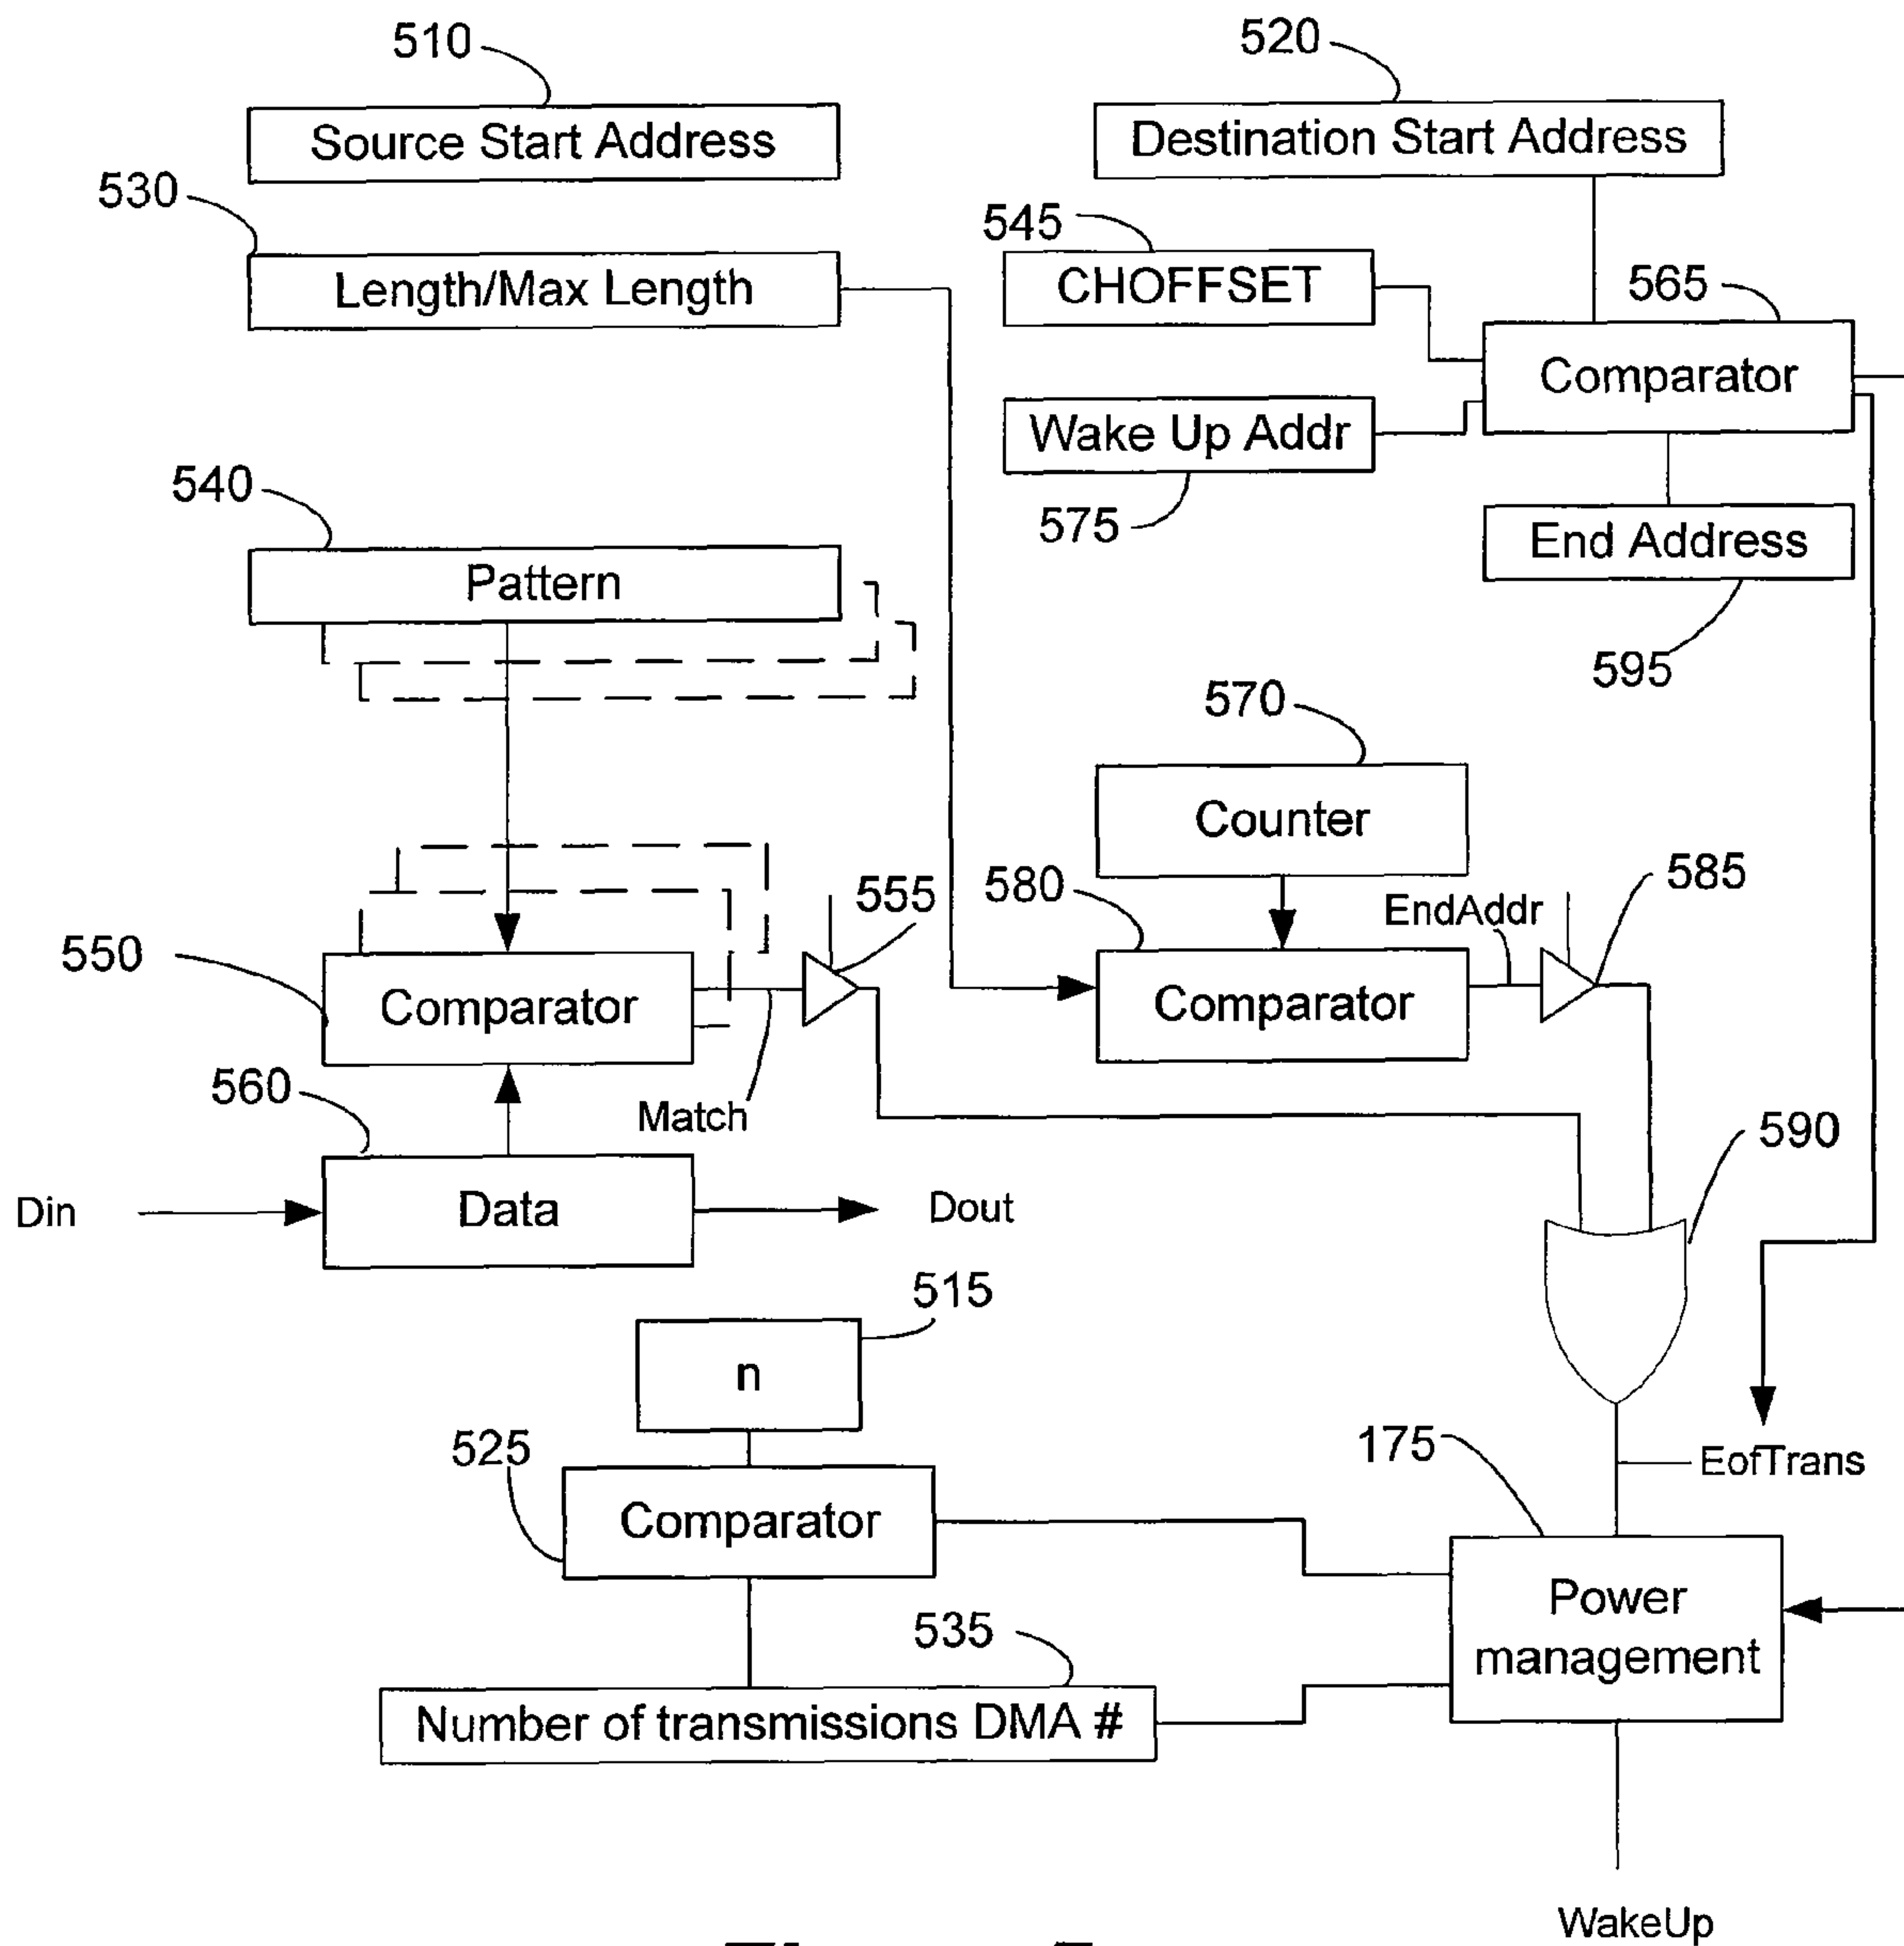 510
520
Source Start Address
Destination Start Address
530
545
Length/Max Length
CHOFFSET
565
Comparator
Wake Up Addr
540
575
End Address
Pattern
595
570
Counter
580
555
EndAddr
585
550
Comparator
Comparator
560
Match
590
Din
Data
Dout
515
n
525
175
EofTrans
Comparator
Power
management
535
Number of transmissions DMA #
WakeUp